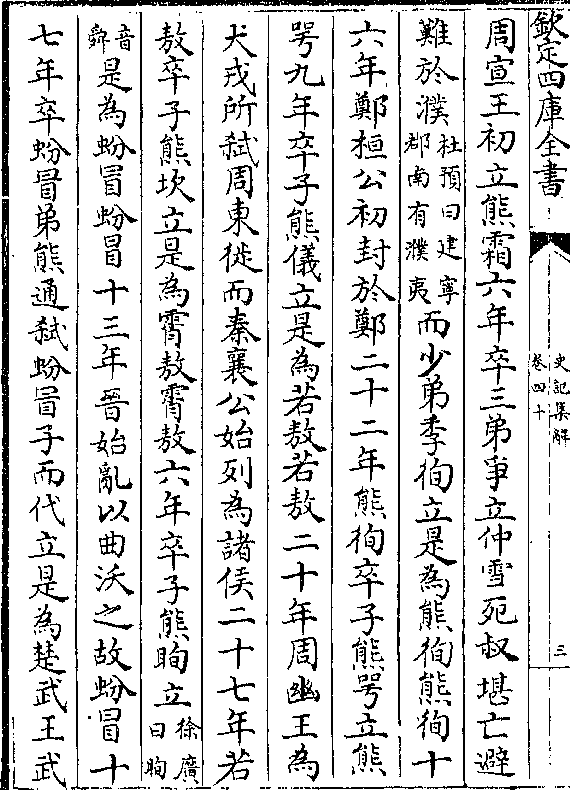 欽定四庫全書
史記集解
卷四十
三
周宣王初立熊霜六年卒三弟爭立仲雪死叔堪亡避
難於濮杜預曰建寧郡南有濮夷而少弟季徇立是為熊徇熊徇十
六年鄭桓公初封於鄭二十二年熊徇卒子熊咢立熊
咢九年卒子熊儀立是為若敖若敖二十年周幽王為
犬戎所弒周東徙而秦襄公始列為諸侯二十七年若
敖卒子熊坎立是為霄敖霄敖六年卒子熊眴立徐廣曰眴
音舜是為蚡冒蚡冒十三年晉始亂以曲沃之故蚡冒十
七年卒蚡冒弟熊通弒蚡冒子而代立是為楚武王武